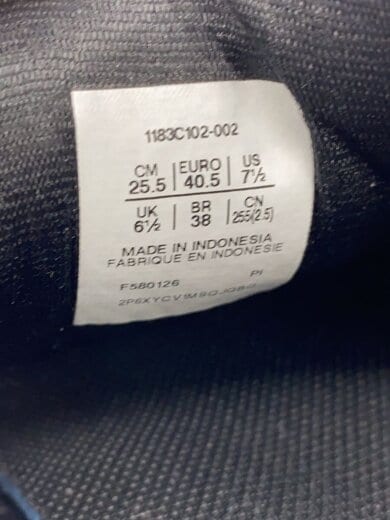 1183C102-002
CM 25.5 EURO 40.5 US 7½
UK 6½ BR 38 CN 255(2.5)
MADE IN INDONESIA
FABRIQUE EN INDONESIE
F580126 PI